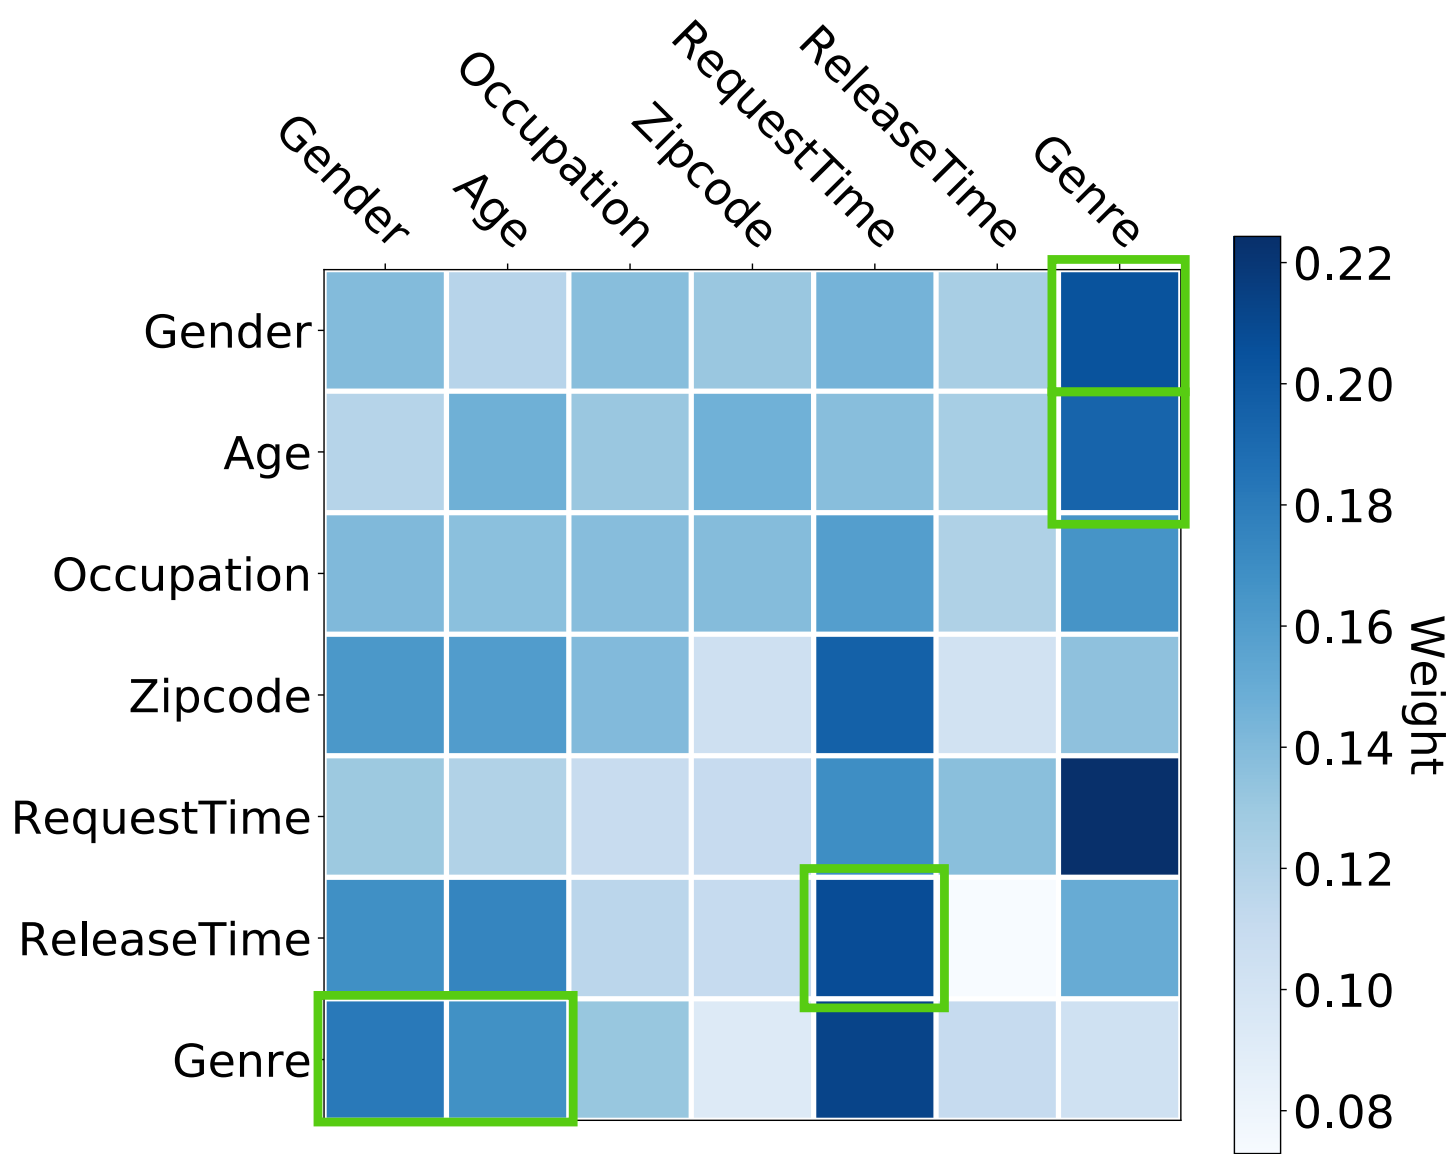 Gender
Age
Occupation
Zipcode
RequestTime
ReleaseTime
Genre
Gender
Age
Occupation
Zipcode
RequestTime
ReleaseTime
Genre
0.22
0.20
0.18
0.16
0.14
0.12
0.10
0.08
Weight